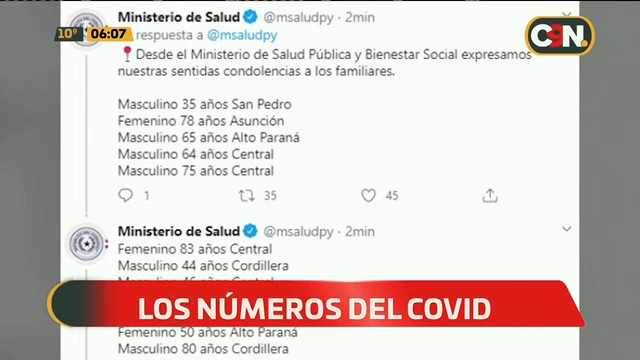 10° 06:07
C9N.
Ministerio de Salud @msaludpy · 2min
respuesta a @msaludpy
Desde el Ministerio de Salud Pública y Bienestar Social expresamos
nuestras sentidas condolencias a los familiares.
Masculino 35 años San Pedro
Femenino 78 años Asunción
Masculino 65 años Alto Paraná
Masculino 64 años Central
Masculino 75 años Central
1 35 45
Ministerio de Salud @msaludpy · 2min
Femenino 83 años Central
Masculino 44 años Cordillera
LOS NÚMEROS DEL COVID
Femenino 50 años Alto Paraná
Masculino 80 años Cordillera